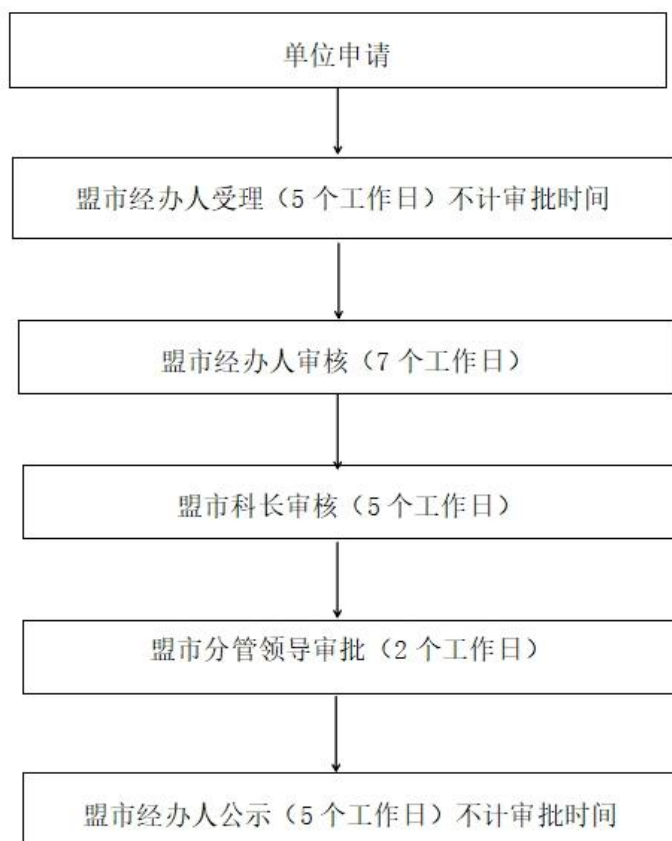 单位申请
盟市经办人受理（5 个工作日）不计审批时间
盟市经办人审核（7 个工作日）
盟市科长审核（5 个工作日）
盟市分管领导审批（2 个工作日）
盟市经办人公示（5 个工作日）不计审批时间